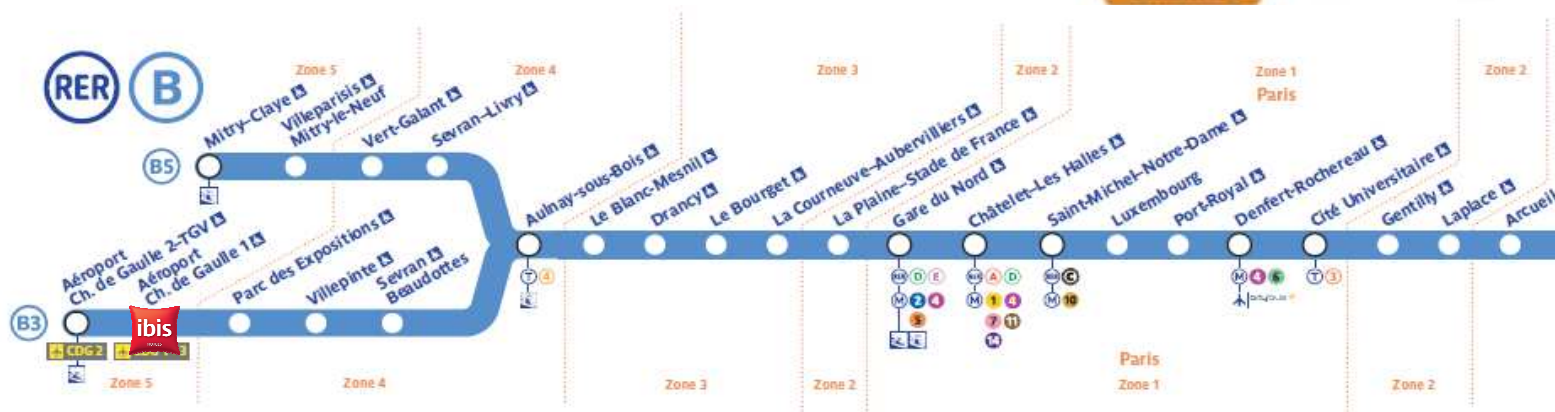 RER B
Zone 5
Zone 4
Zone 3
Zone 2
Zone 1
Paris
Zone 2
B5
Mitry–Claye
Villeparisis
Mitry-le-Neuf
Vert-Galant
Sevran–Livry
B3
Aéroport
Ch. de Gaulle 2-TGV
Aéroport
Ch. de Gaulle 1
Parc des Expositions
Villepinte
Sevran
Beaudottes
Aulnay-sous-Bois
Le Blanc-Mesnil
Drancy
Le Bourget
La Courneuve–Aubervilliers
La Plaine–Stade de France
Gare du Nord
Châtelet–Les Halles
Saint-Michel–Notre-Dame
Luxembourg
Port-Royal
Denfert-Rochereau
Cité Universitaire
Gentilly
Laplace
Arcueil
ibis
CDG 2
T 4
RER D E
M 2 4
5
RER A D
M 1 4
7 11
14
RER C
M 10
M 4 6
T 3
Zone 5
Zone 4
Zone 3
Zone 2
Paris
Zone 1
Zone 2